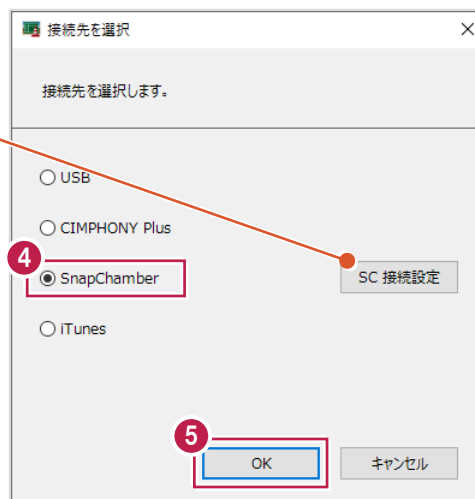 接続先を選択
接続先を選択します。
USB
CIMPHONY Plus
4
SnapChamber
SC 接続設定
iTunes
5
OK
キャンセル